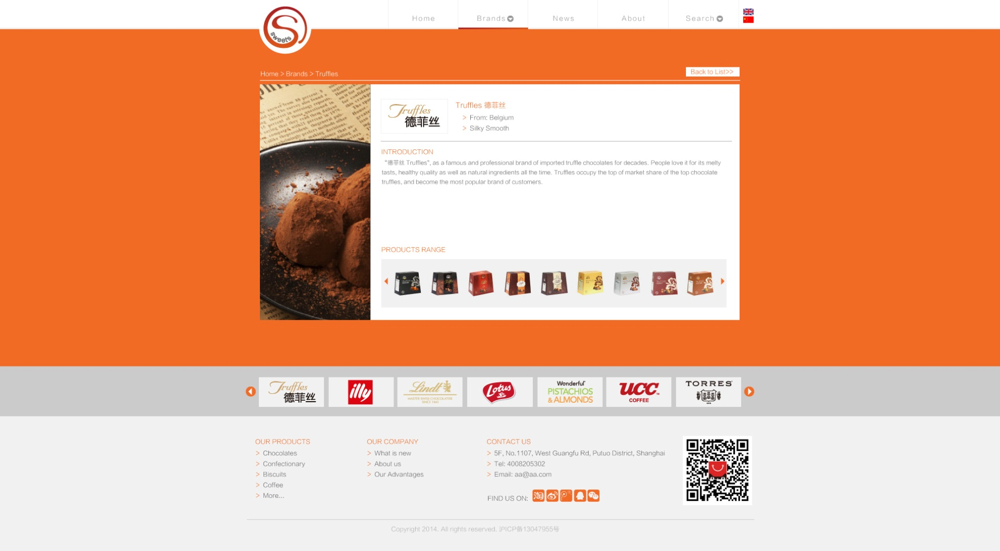 Home
Brands
News
About
Search
S
sweets
Home > Brands > Truffles
Back to List>>
Truffles
德菲丝
Truffles 德菲丝
> From: Belgium
> Silky Smooth
INTRODUCTION
“德菲丝 Truffles”, as a famous and professional brand of imported truffle chocolates for decades. People love it for its melty
tasts, healthy quality as well as natural ingredients all the time. Truffles occupy the top of market share of the top chocolate
truffles, and become the most popular brand of customers.
PRODUCTS RANGE
Truffles
德菲丝
illy
Lindt
MASTER SWISS CHOCOLATIER
SINCE 1845
Lotus
Wonderful
PISTACHIOS
& ALMONDS
UCC
COFFEE
TORRES
OUR PRODUCTS
> Chocolates
> Confectionary
> Biscuits
> Coffee
> More...
OUR COMPANY
> What is new
> About us
> Our Advantages
CONTACT US
> 5F, No.1107, West Guangfu Rd, Putuo District, Shanghai
> Tel: 4008205302
> Email: aa@aa.com
FIND US ON: 淘
Copyright 2014. All rights reserved. 沪ICP备13047955号